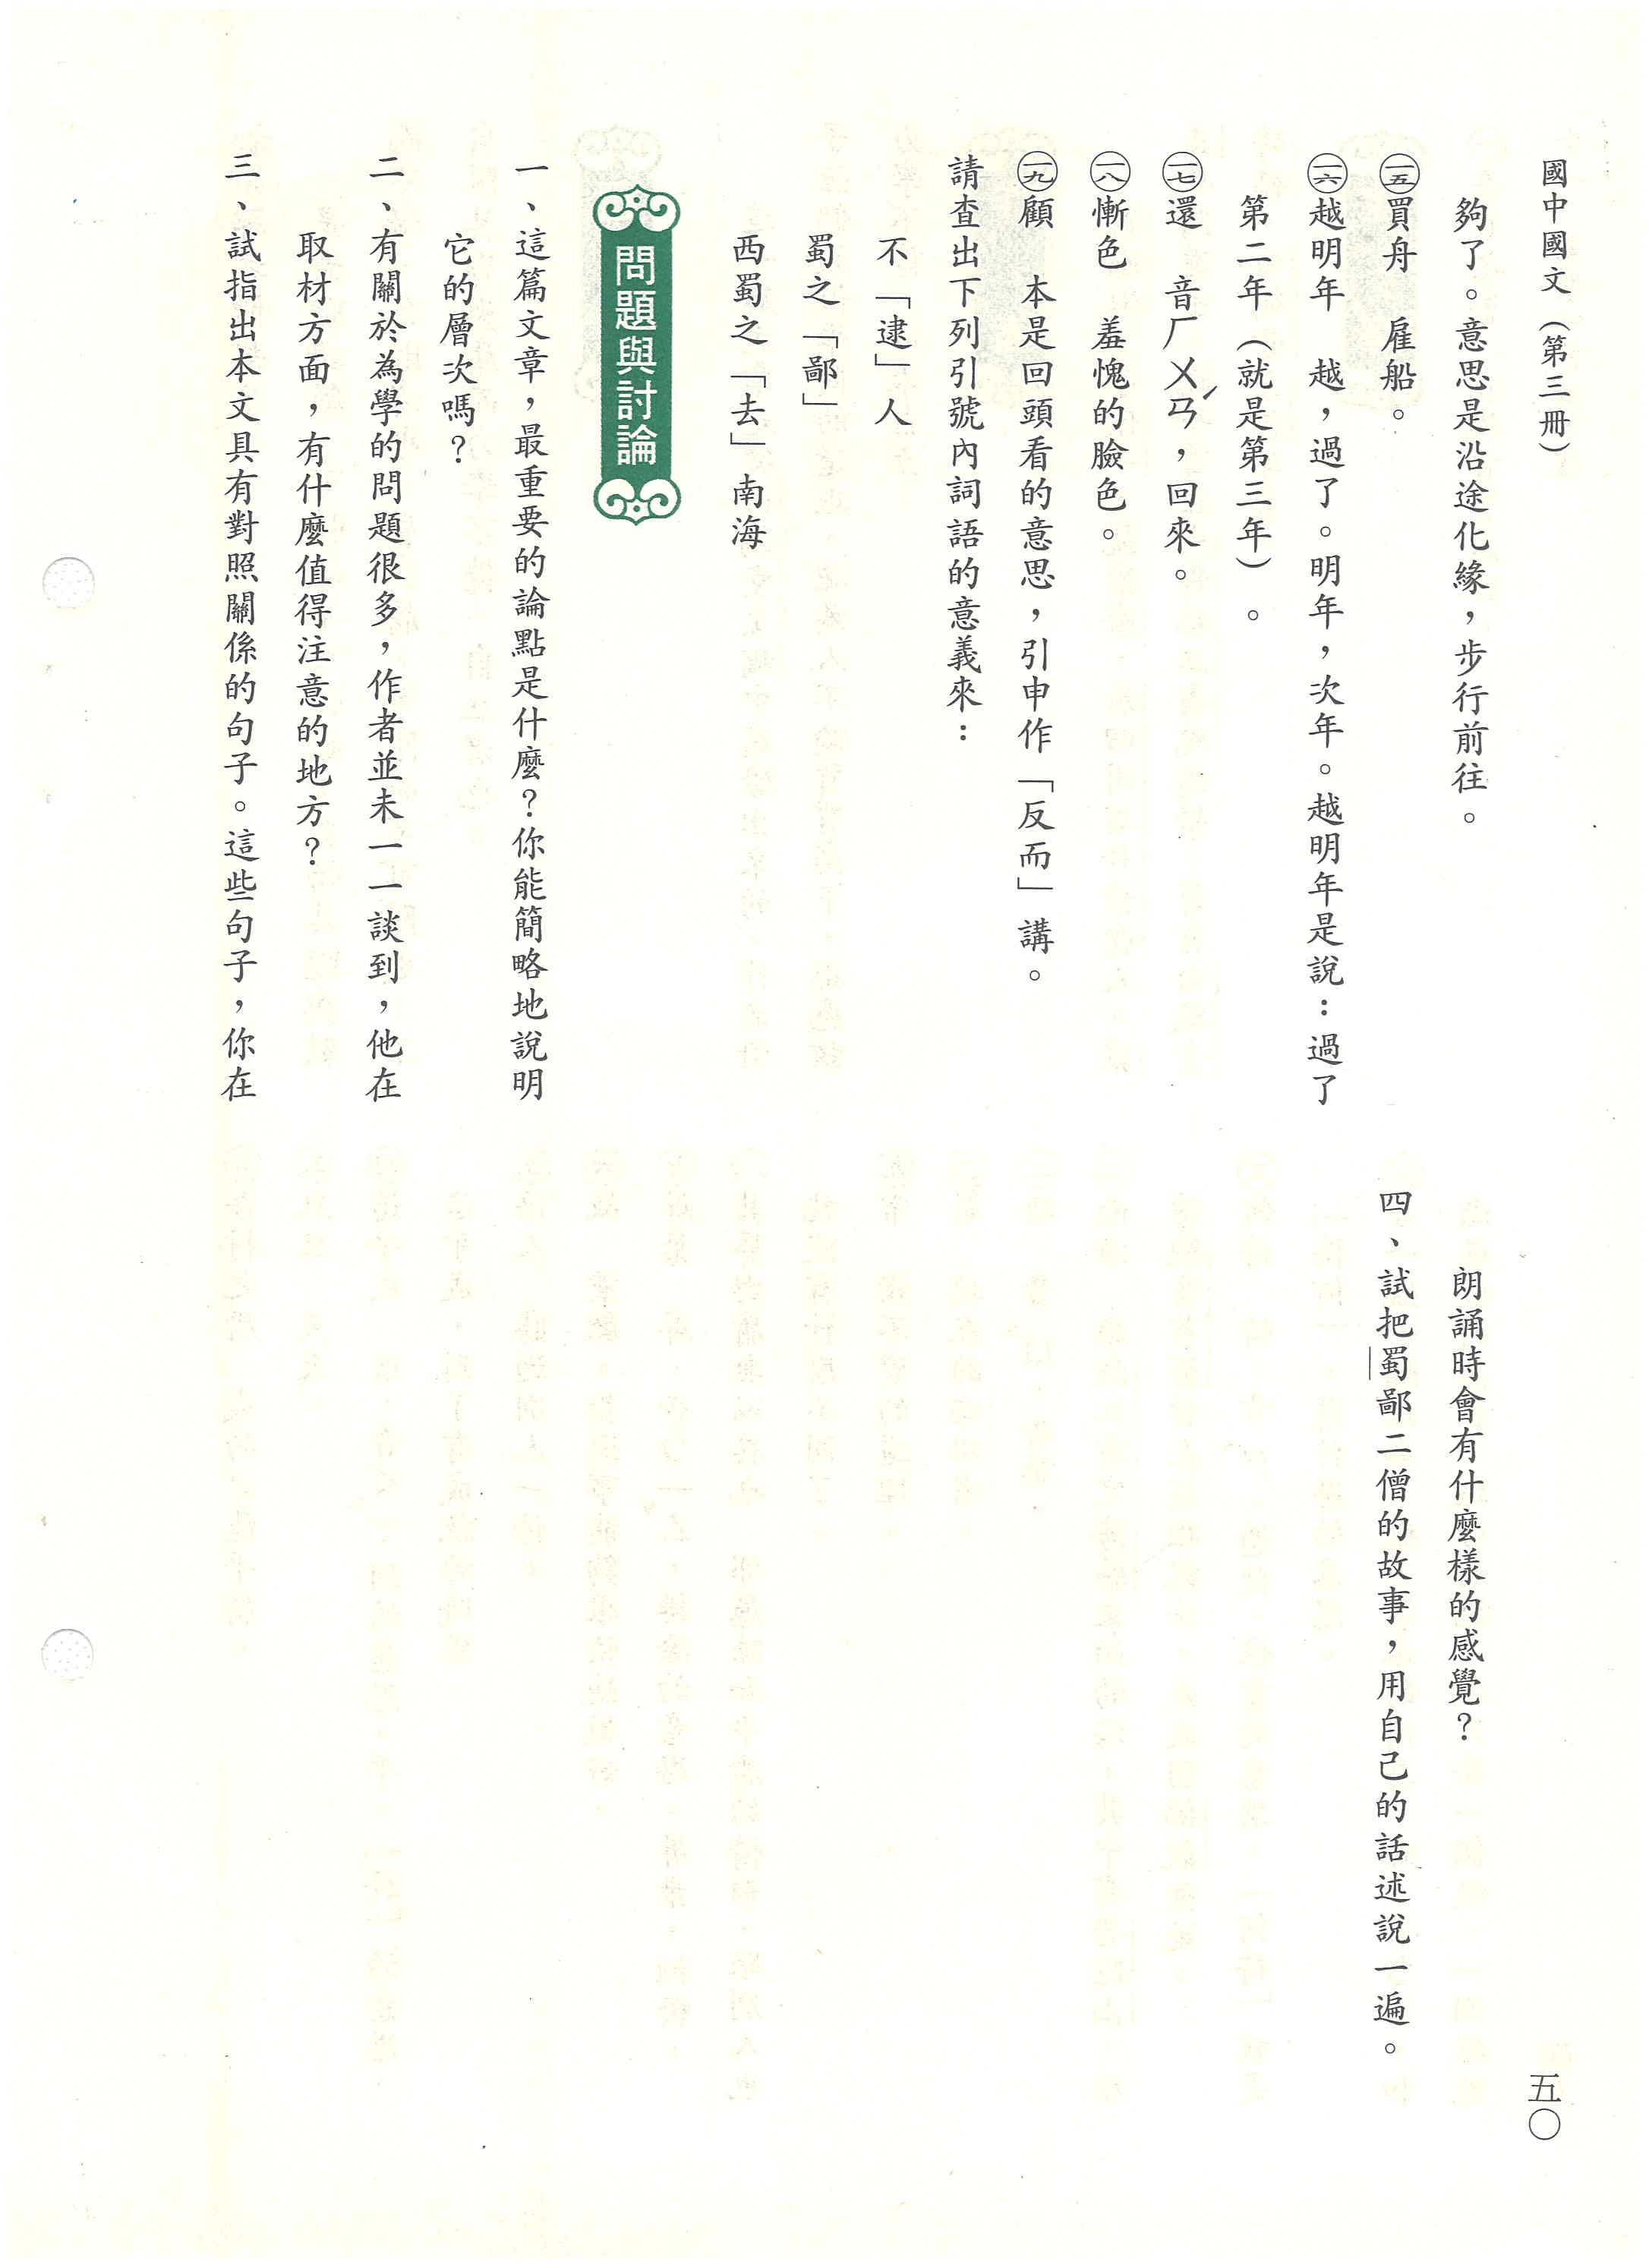 國中國文（第三冊）
夠了。意思是沿途化緣，步行前往。
㊀五買舟　雇船。
㊀六越明年　越，過了。明年，次年。越明年是說：過了
第二年（就是第三年）。
㊀七還　音ㄏㄨㄢˊ，回來。
㊀八慚色　羞愧的臉色。
㊀九顧　本是回頭看的意思，引申作「反而」講。
請查出下列引號內詞語的意義來：
不「逮」人
蜀之「鄙」
西蜀之「去」南海
問題與討論
一、這篇文章，最重要的論點是什麼？你能簡略地說明
它的層次嗎？
二、有關於為學的問題很多，作者並未一一談到，他在
取材方面，有什麼值得注意的地方？
三、試指出本文具有對照關係的句子。這些句子，你在
朗誦時會有什麼樣的感覺？
四、試把蜀鄙二僧的故事，用自己的話述說一遍。
五〇